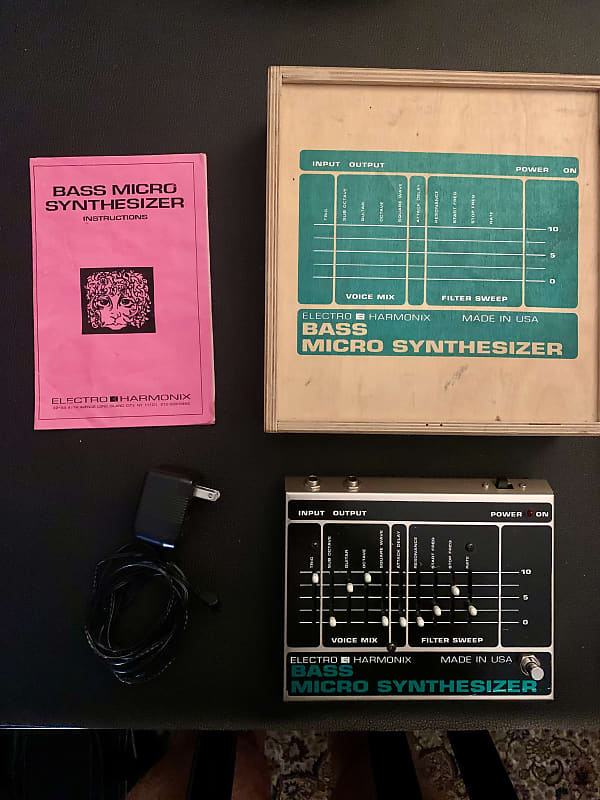 BASS MICRO
SYNTHESIZER
INSTRUCTIONS
ELECTRO HARMONIX
INPUT OUTPUT POWER ON
TRIG SUB OCTAVE GUITAR OCTAVE SQUARE WAVE ATTACK DELAY RESONANCE START FREQ STOP FREQ RATE
10
5
0
VOICE MIX FILTER SWEEP
ELECTRO HARMONIX MADE IN USA
BASS
MICRO SYNTHESIZER
INPUT OUTPUT POWER ON
TRIG SUB OCTAVE GUITAR OCTAVE SQUARE WAVE ATTACK DELAY RESONANCE START FREQ STOP FREQ RATE
10
5
0
VOICE MIX FILTER SWEEP
ELECTRO HARMONIX MADE IN USA
BASS
MICRO SYNTHESIZER